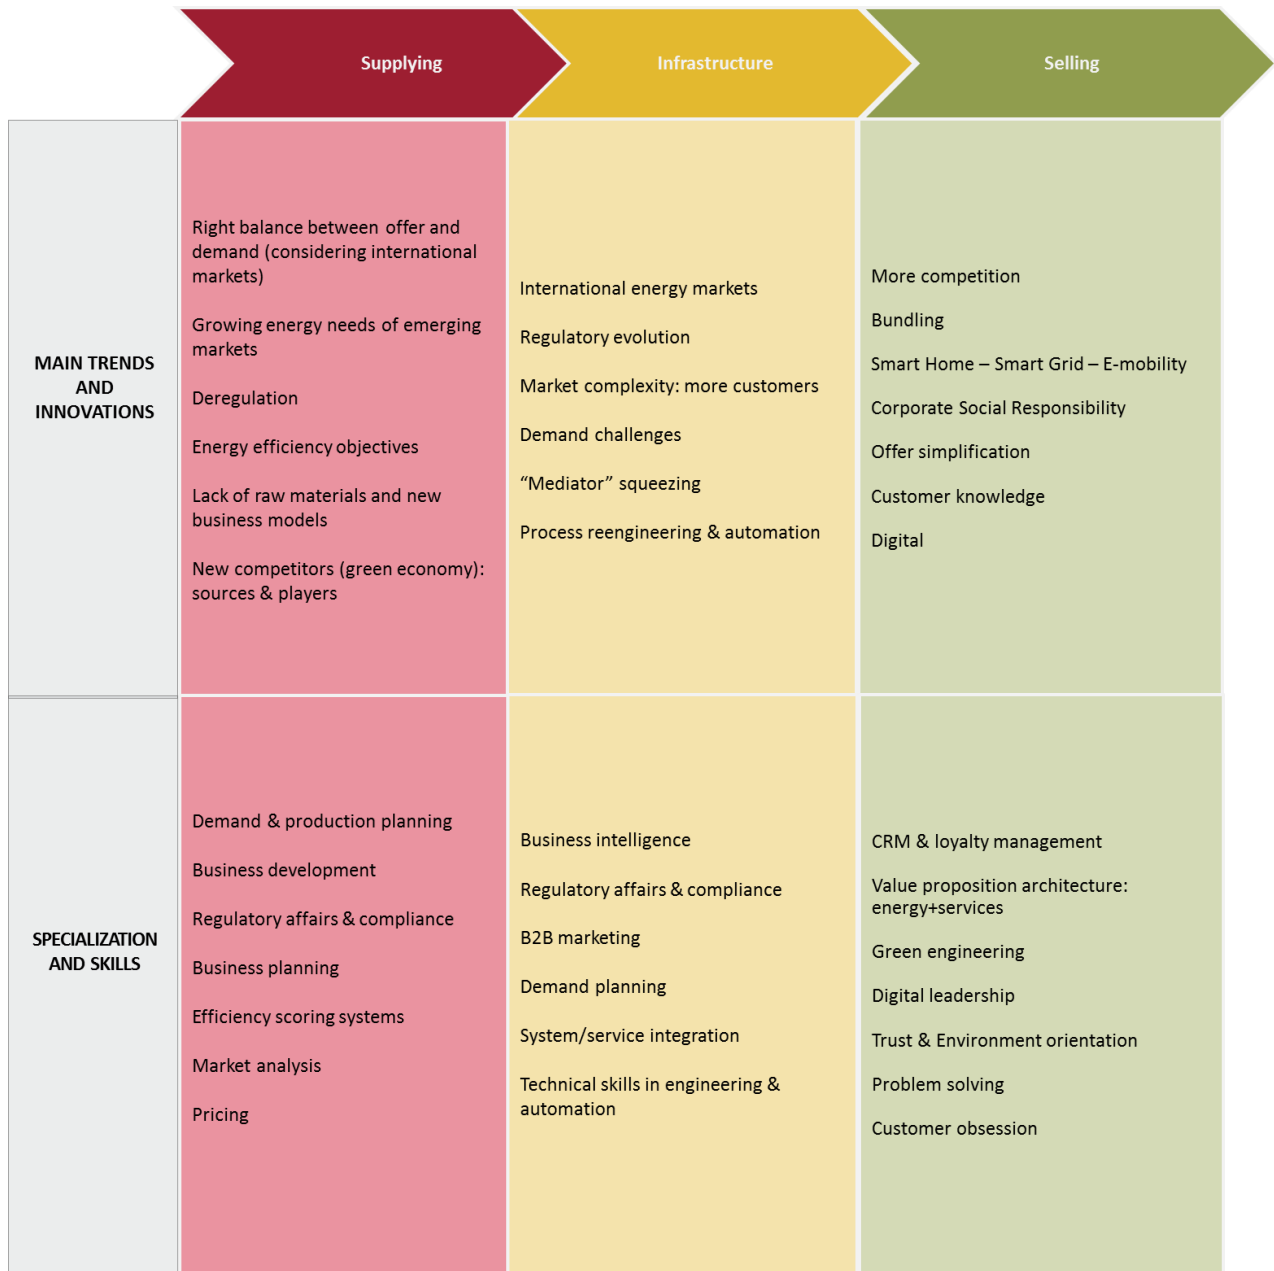 Supplying
Infrastructure
Selling
MAIN TRENDS
AND
INNOVATIONS
Right balance between offer and
demand (considering international
markets)
Growing energy needs of emerging
markets
Deregulation
Energy efficiency objectives
Lack of raw materials and new
business models
New competitors (green economy):
sources & players
International energy markets
Regulatory evolution
Market complexity: more customers
Demand challenges
“Mediator” squeezing
Process reengineering & automation
More competition
Bundling
Smart Home – Smart Grid – E-mobility
Corporate Social Responsibility
Offer simplification
Customer knowledge
Digital
SPECIALIZATION
AND SKILLS
Demand & production planning
Business development
Regulatory affairs & compliance
Business planning
Efficiency scoring systems
Market analysis
Pricing
Business intelligence
Regulatory affairs & compliance
B2B marketing
Demand planning
System/service integration
Technical skills in engineering &
automation
CRM & loyalty management
Value proposition architecture:
energy+services
Green engineering
Digital leadership
Trust & Environment orientation
Problem solving
Customer obsession